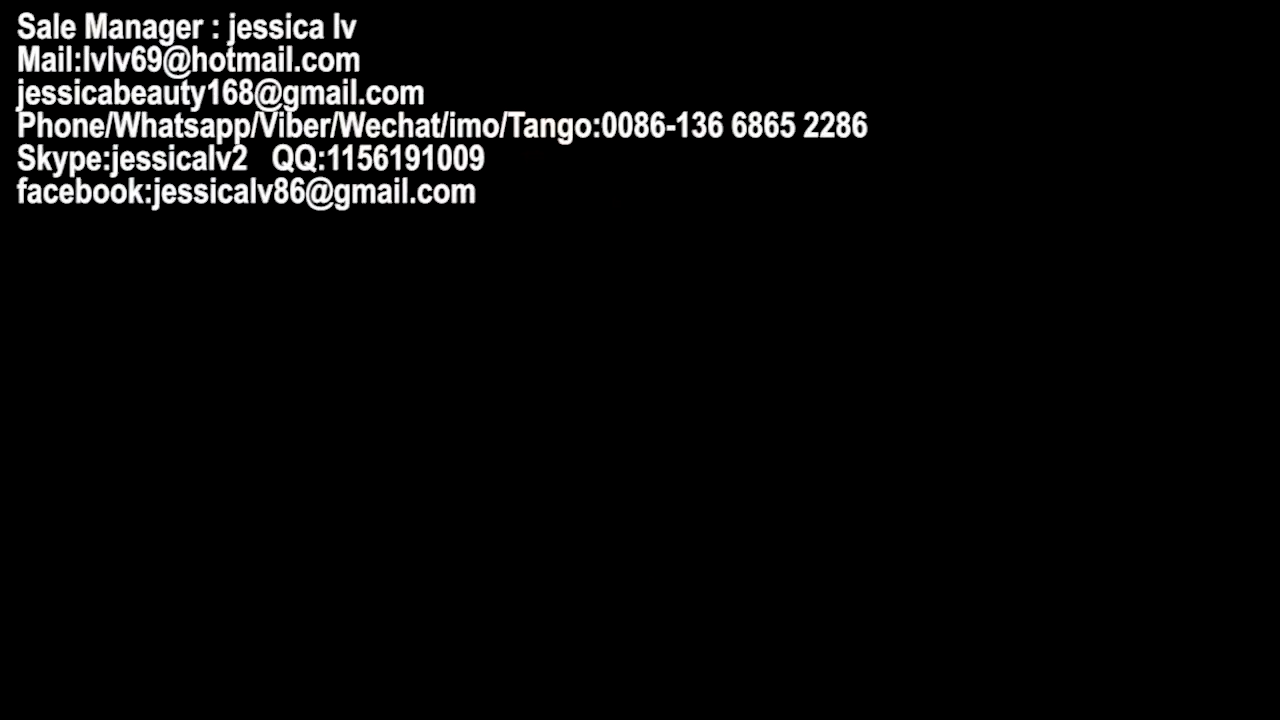 Sale Manager : jessica lv
Mail:lvlv69@hotmail.com
jessicabeauty168@gmail.com
Phone/Whatsapp/Viber/Wechat/imo/Tango:0086-136 6865 2286
Skype:jessicalv2   QQ:1156191009
facebook:jessicalv86@gmail.com